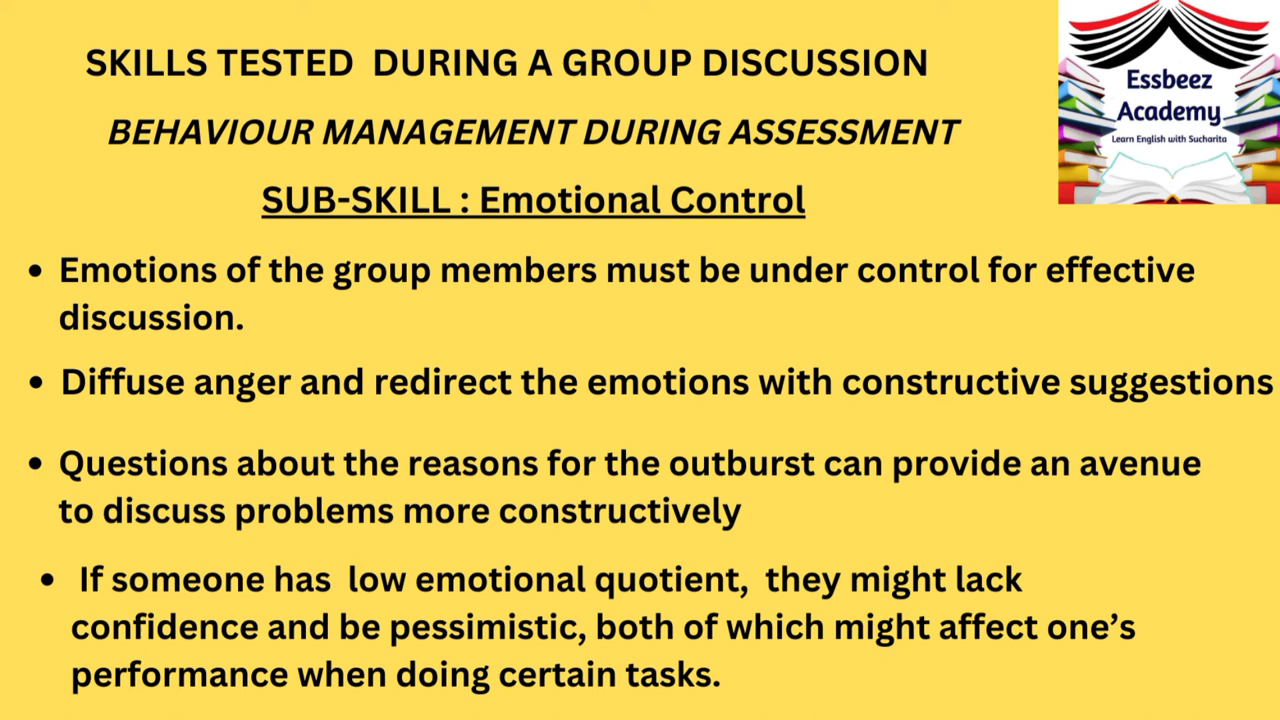 SKILLS TESTED  DURING A GROUP DISCUSSION
Essbeez
Academy
Learn English with Sucharita
BEHAVIOUR MANAGEMENT DURING ASSESSMENT
SUB-SKILL : Emotional Control
• Emotions of the group members must be under control for effective
discussion.
• Diffuse anger and redirect the emotions with constructive suggestions
• Questions about the reasons for the outburst can provide an avenue
to discuss problems more constructively
• If someone has  low emotional quotient,  they might lack
confidence and be pessimistic, both of which might affect one’s
performance when doing certain tasks.